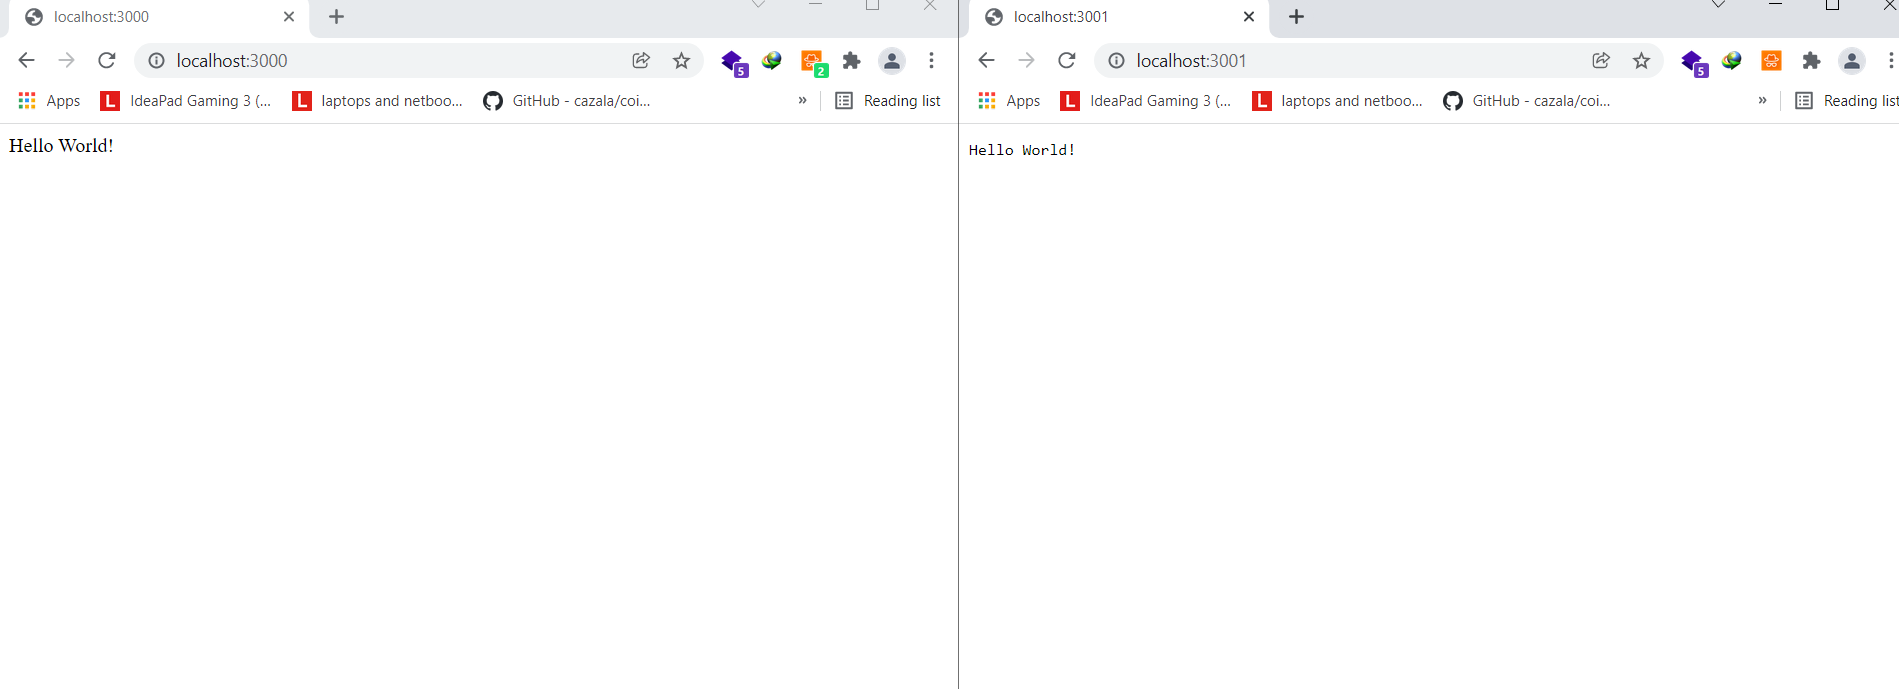 localhost:3000
localhost:3000
5
2
Apps
L
IdeaPad Gaming 3 (...
L
laptops and netboo...
GitHub - cazala/coi...
»
Reading list
Hello World!
localhost:3001
localhost:3001
5
Apps
L
IdeaPad Gaming 3 (...
L
laptops and netboo...
GitHub - cazala/coi...
»
Reading list
Hello World!